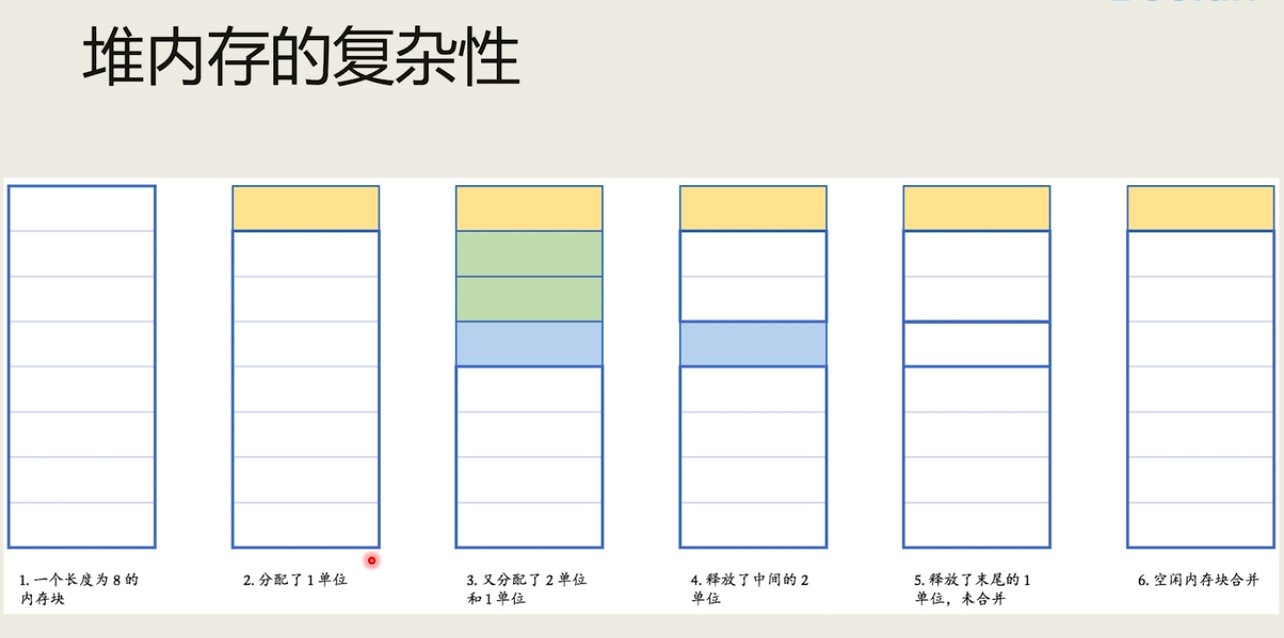 堆内存的复杂性
1. 一个长度为 8 的
内存块
2. 分配了 1 单位
3. 又分配了 2 单位
和 1 单位
4. 释放了中间的 2
单位
5. 释放了末尾的 1
单位，未合并
6. 空闲内存块合并